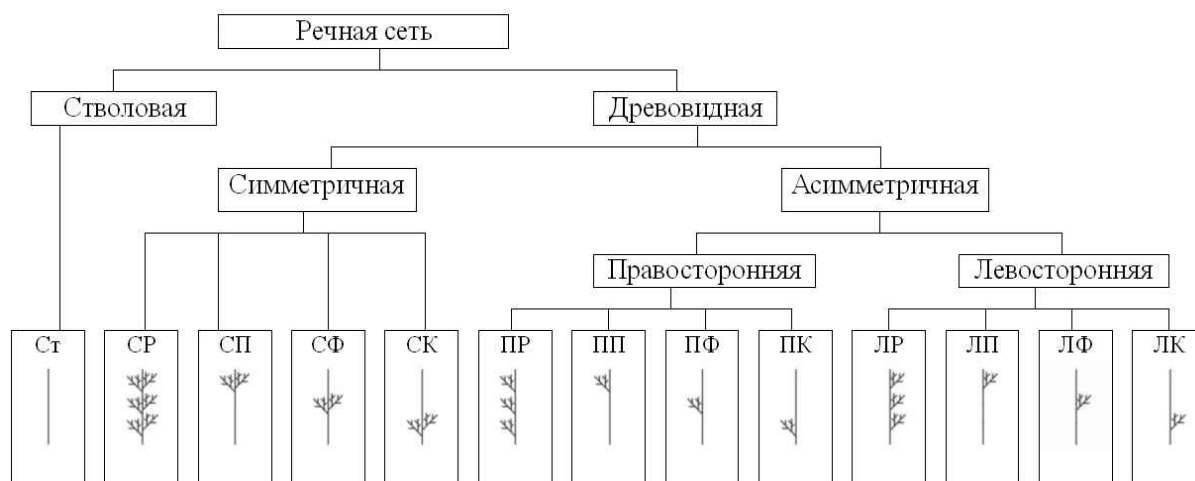 Речная сеть
Стволовая
Древовидная
Симметричная
Асимметричная
Правосторонняя
Левосторонняя
Ст
СР
СП
СФ
СК
ПР
ПП
ПФ
ПК
ЛР
ЛП
ЛФ
ЛК